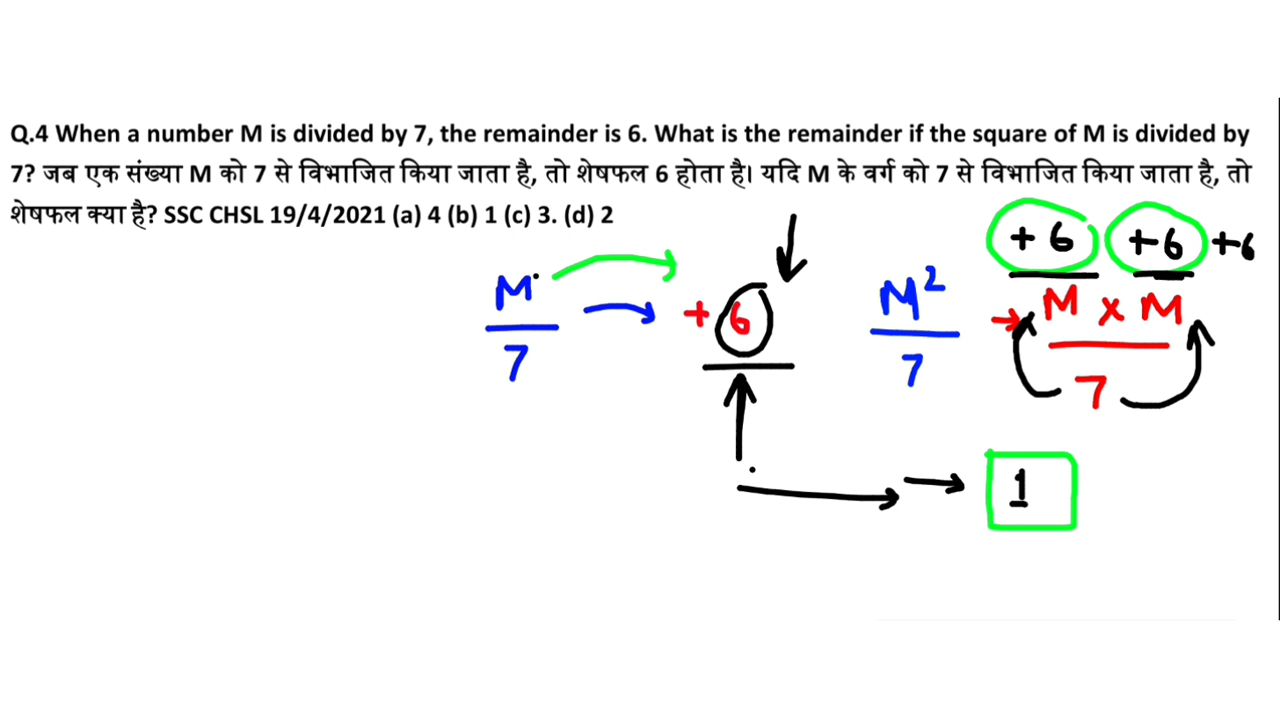 Q.4 When a number M is divided by 7, the remainder is 6. What is the remainder if the square of M is divided by
7? जब एक संख्या M को 7 से विभाजित किया जाता है, तो शेषफल 6 होता है। यदि M के वर्ग को 7 से विभाजित किया जाता है, तो
शेषफल क्या है? SSC CHSL 19/4/2021 (a) 4 (b) 1 (c) 3. (d) 2
+6 +6 +6
M + 6 M² M x M
7 7 7
1